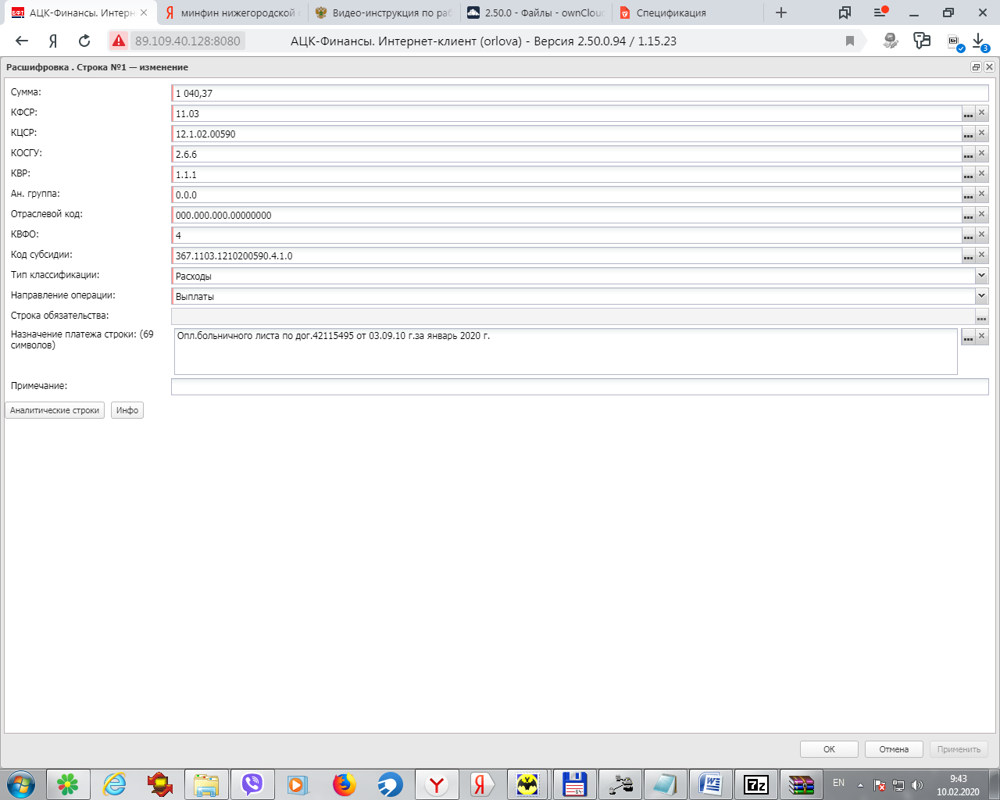 АЦК-Финансы. Интерн
минфин нижегородской
Видео-инструкция по раб
2.50.0 - Файлы - ownCloud
Спецификация
Я
89.109.40.128:8080
АЦК-Финансы. Интернет-клиент (orlova) - Версия 2.50.0.94 / 1.15.23
3
Расшифровка . Строка №1 — изменение
Сумма: 1 040,37
КФСР: 11.03
КЦСР: 12.1.02.00590
КОСГУ: 2.6.6
КВР: 1.1.1
Ан. группа: 0.0.0
Отраслевой код: 000.000.000.00000000
КВФО: 4
Код субсидии: 367.1103.1210200590.4.1.0
Тип классификации: Расходы
Направление операции: Выплаты
Строка обязательства:
Назначение платежа строки: (69
символов)
Опл.больничного листа по дог.42115495 от 03.09.10 г.за январь 2020 г.
Примечание:
Аналитические строки Инфо
OK Отмена Применить
EN
9:43
10.02.2020